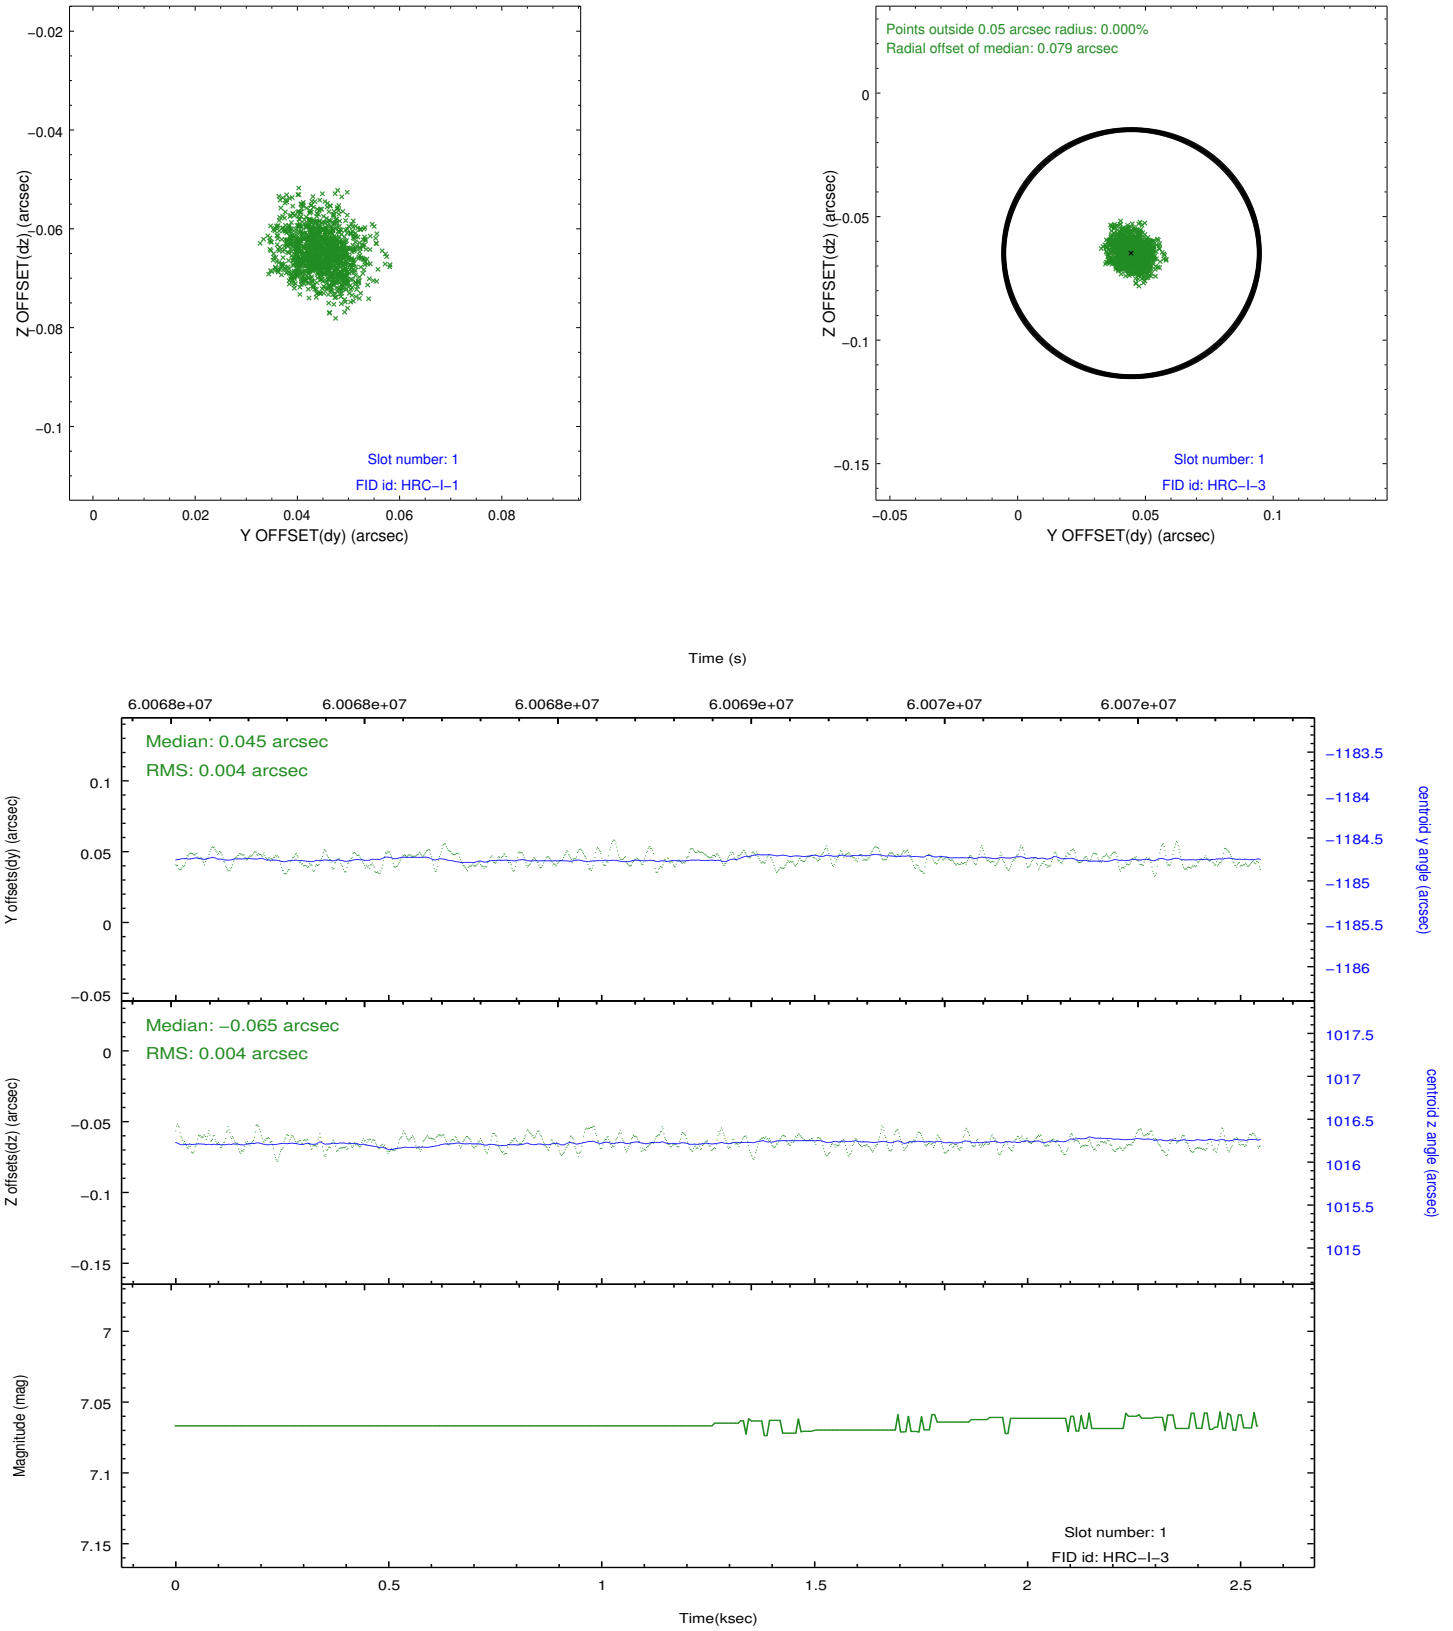 −0.02
−0.04
−0.06
−0.08
−0.1
Z OFFSET(dz) (arcsec)
Slot number: 1
FID id: HRC−I−1
0 0.02 0.04 0.06 0.08
Y OFFSET(dy) (arcsec)
Points outside 0.05 arcsec radius: 0.000%
Radial offset of median: 0.079 arcsec
0
−0.05
−0.1
−0.15
Z OFFSET(dz) (arcsec)
Slot number: 1
FID id: HRC−I−3
−0.05 0 0.05 0.1
Y OFFSET(dy) (arcsec)
Time (s)
6.0068e+07 6.0068e+07 6.0068e+07 6.0069e+07 6.007e+07 6.007e+07
Median: 0.045 arcsec
RMS: 0.004 arcsec
0.1
0.05
0
−0.05
Y offsets(dy) (arcsec)
−1183.5
−1184
−1184.5
−1185
−1185.5
−1186
centroid y angle (arcsec)
Median: −0.065 arcsec
RMS: 0.004 arcsec
0
−0.05
−0.1
−0.15
Z offsets(dz) (arcsec)
1017.5
1017
1016.5
1016
1015.5
1015
centroid z angle (arcsec)
7
7.05
7.1
7.15
Magnitude (mag)
Slot number: 1
FID id: HRC−I−3
0 0.5 1 1.5 2 2.5
Time(ksec)